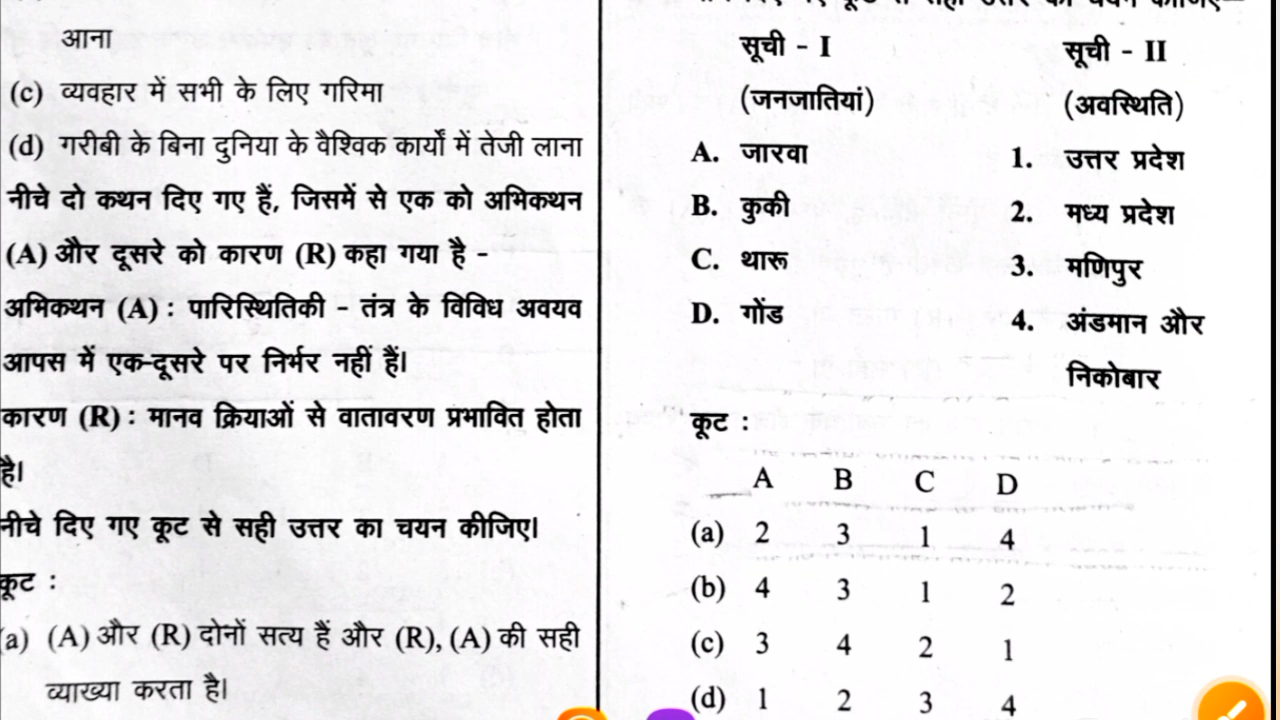 आना
(c) व्यवहार में सभी के लिए गरिमा
(d) गरीबी के बिना दुनिया के वैश्विक कार्यों में तेजी लाना
नीचे दो कथन दिए गए हैं, जिसमें से एक को अभिकथन
(A) और दूसरे को कारण (R) कहा गया है -
अभिकथन (A) : पारिस्थितिकी - तंत्र के विविध अवयव
आपस में एक-दूसरे पर निर्भर नहीं हैं।
कारण (R) : मानव क्रियाओं से वातावरण प्रभावित होता
है।
नीचे दिए गए कूट से सही उत्तर का चयन कीजिए।
कूट :
(a) (A) और (R) दोनों सत्य हैं और (R), (A) की सही
व्याख्या करता है।
सूची - I सूची - II
(जनजातियां) (अवस्थिति)
A. जारवा 1. उत्तर प्रदेश
B. कुकी 2. मध्य प्रदेश
C. थारू 3. मणिपुर
D. गोंड 4. अंडमान और
निकोबार
कूट :
A B C D
(a) 2 3 1 4
(b) 4 3 1 2
(c) 3 4 2 1
(d) 1 2 3 4